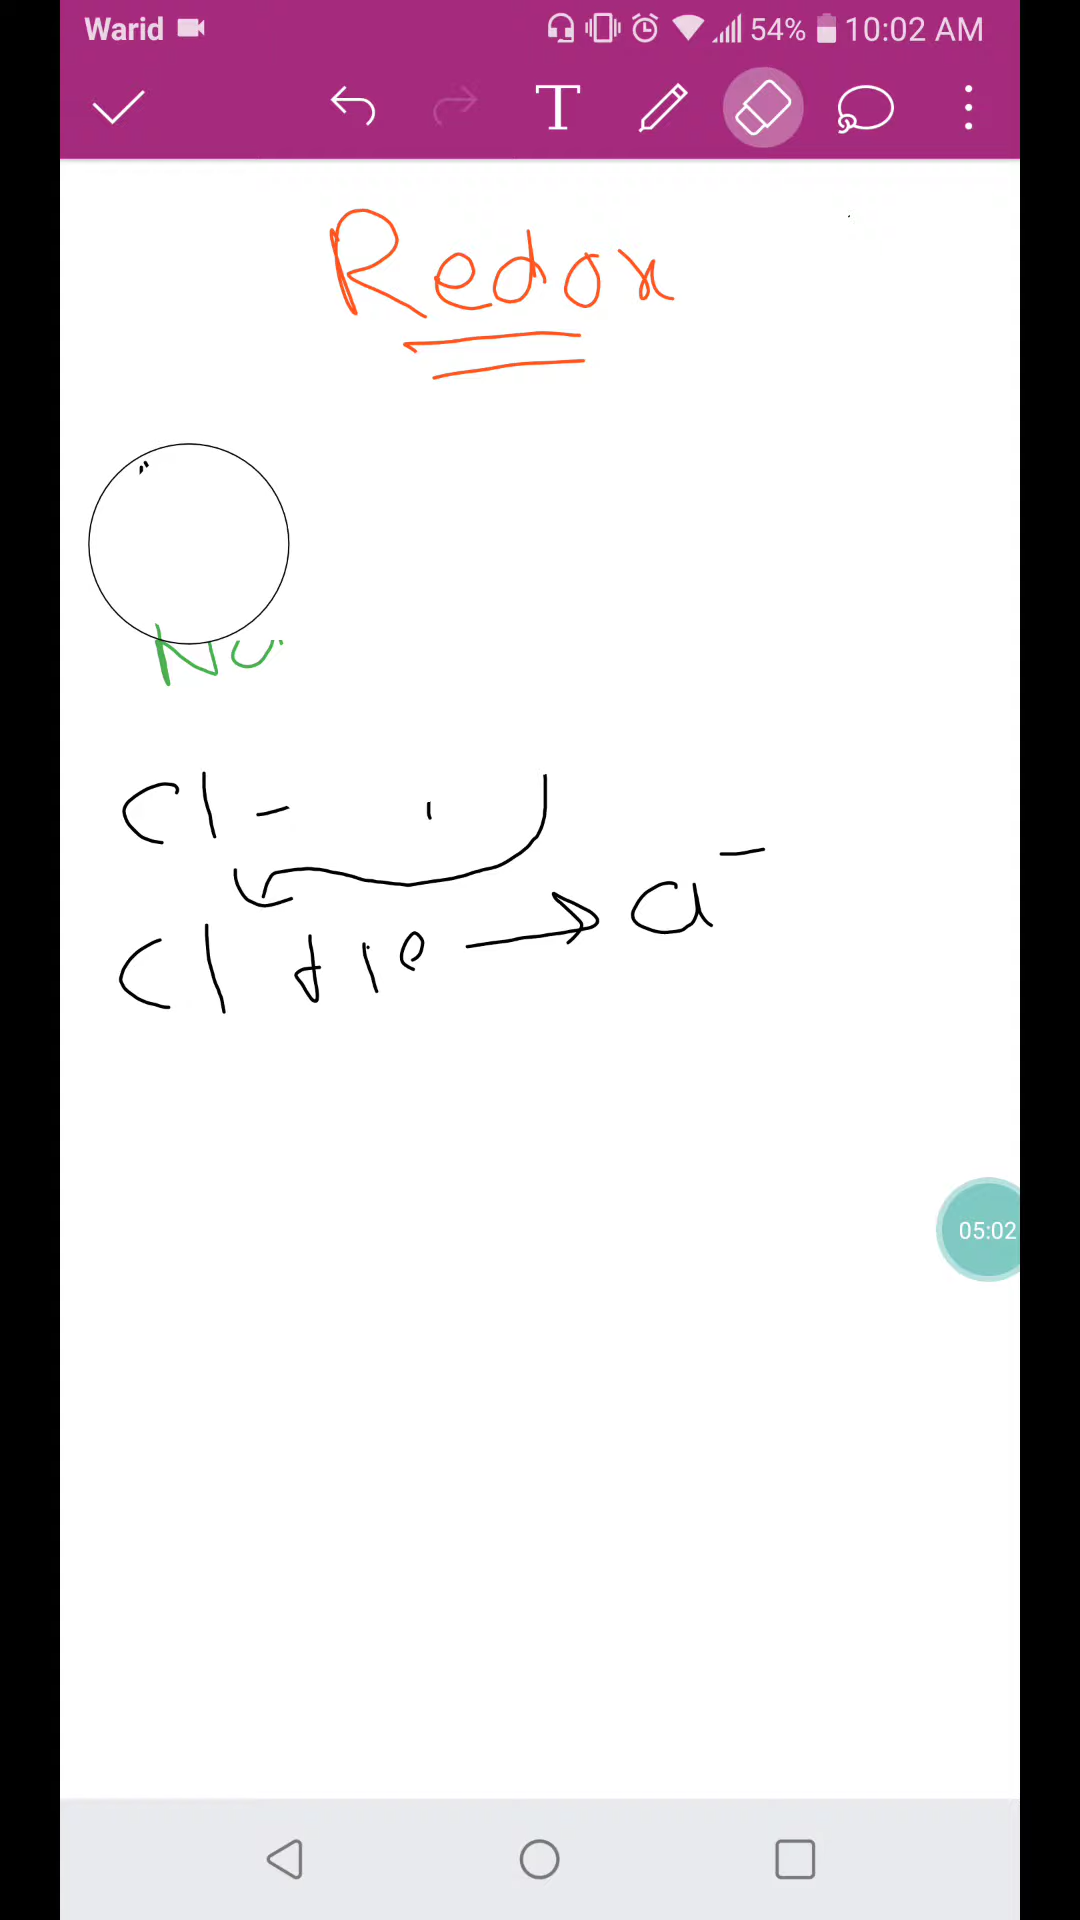 Warid 54% 10:02 AM
T
Redox
Na
Cl -
Cl + 1e → Cl⁻
05:02